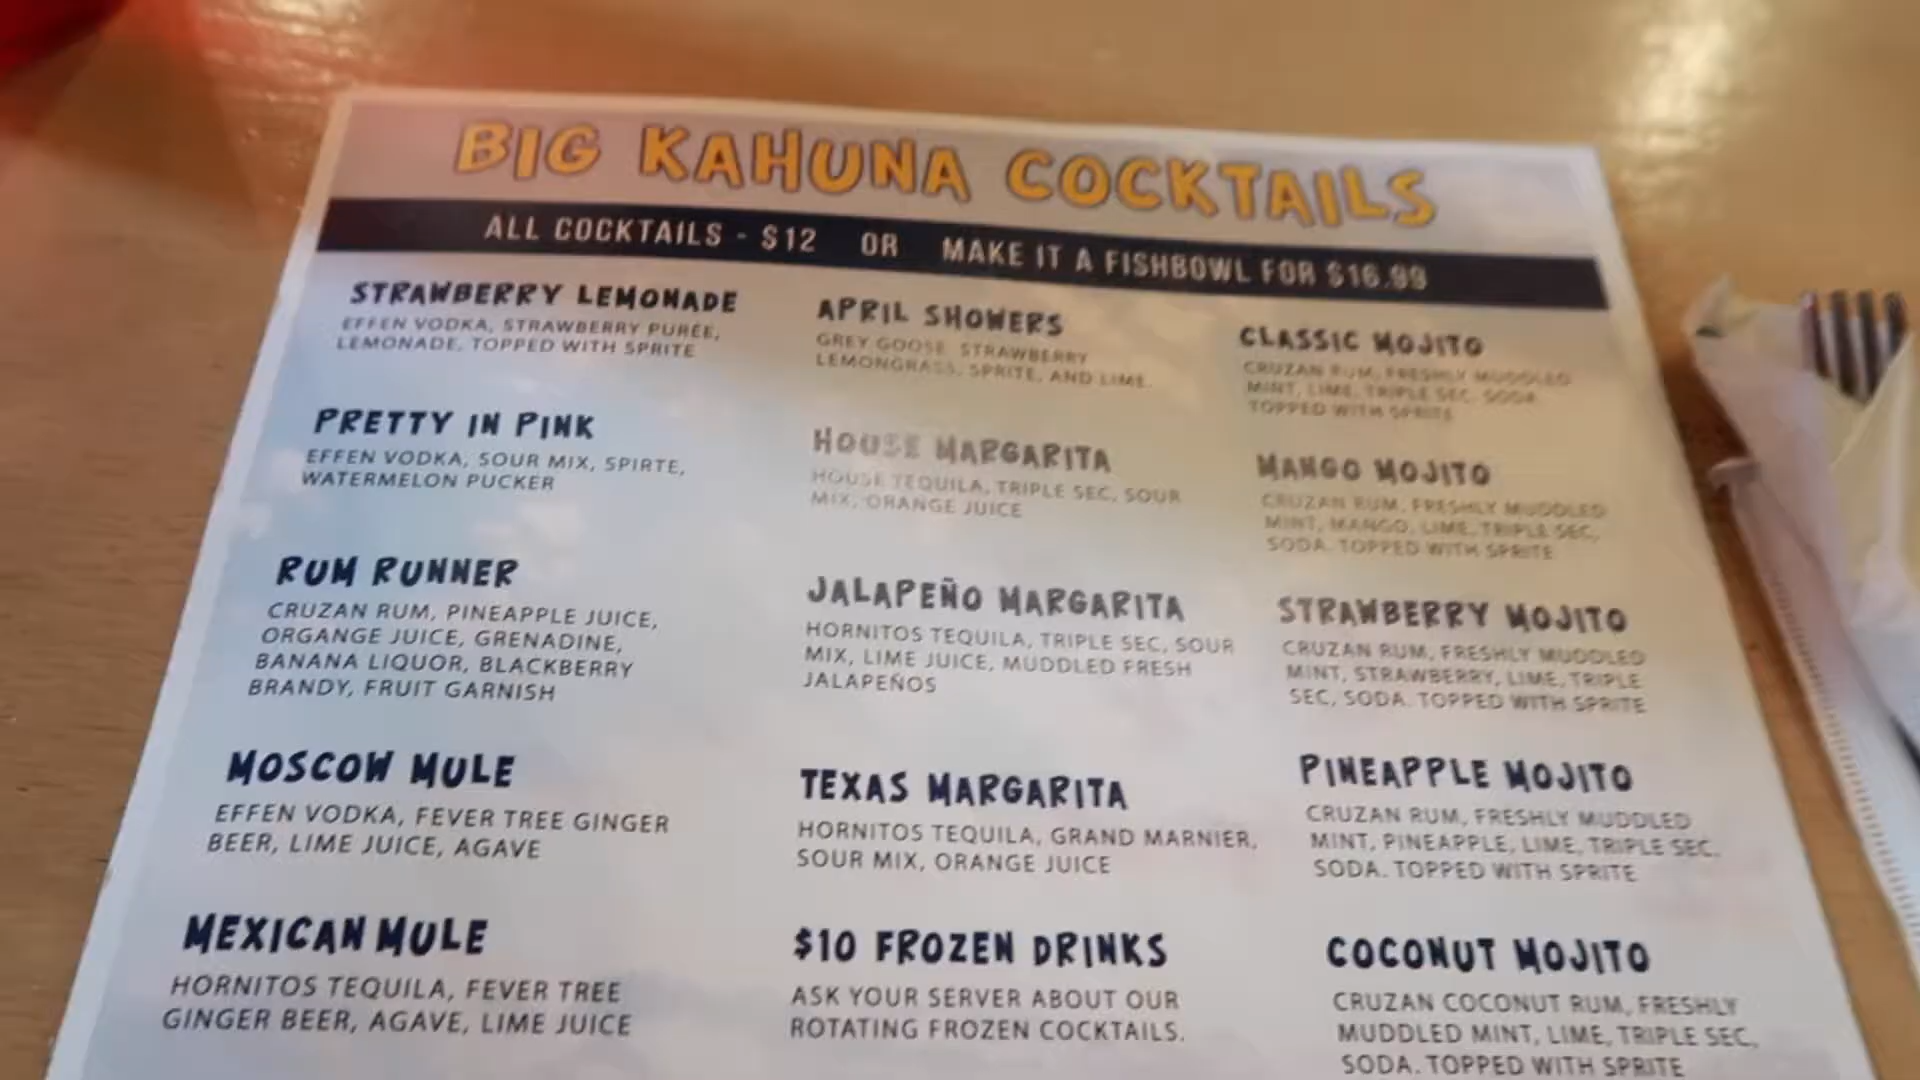 BIG KAHUNA COCKTAILS
ALL COCKTAILS - $12 OR MAKE IT A FISHBOWL FOR $16.99
STRAWBERRY LEMONADE
EFFEN VODKA, STRAWBERRY PURÉE,
LEMONADE, TOPPED WITH SPRITE
PRETTY IN PINK
EFFEN VODKA, SOUR MIX, SPIRTE,
WATERMELON PUCKER
RUM RUNNER
CRUZAN RUM, PINEAPPLE JUICE,
ORGANGE JUICE, GRENADINE,
BANANA LIQUOR, BLACKBERRY
BRANDY, FRUIT GARNISH
MOSCOW MULE
EFFEN VODKA, FEVER TREE GINGER
BEER, LIME JUICE, AGAVE
MEXICAN MULE
HORNITOS TEQUILA, FEVER TREE
GINGER BEER, AGAVE, LIME JUICE
APRIL SHOWERS
GREY GOOSE, STRAWBERRY
LEMONGRASS, SPRITE, AND LIME.
HOUSE MARGARITA
HOUSE TEQUILA, TRIPLE SEC, SOUR
MIX, ORANGE JUICE
JALAPEÑO MARGARITA
HORNITOS TEQUILA, TRIPLE SEC, SOUR
MIX, LIME JUICE, MUDDLED FRESH
JALAPEÑOS
TEXAS MARGARITA
HORNITOS TEQUILA, GRAND MARNIER,
SOUR MIX, ORANGE JUICE
$10 FROZEN DRINKS
ASK YOUR SERVER ABOUT OUR
ROTATING FROZEN COCKTAILS.
CLASSIC MOJITO
CRUZAN RUM, FRESHLY MUDDLED
MINT, LIME, TRIPLE SEC, SODA.
TOPPED WITH SPRITE
MANGO MOJITO
CRUZAN RUM, FRESHLY MUDDLED
MINT, MANGO, LIME, TRIPLE SEC,
SODA. TOPPED WITH SPRITE
STRAWBERRY MOJITO
CRUZAN RUM, FRESHLY MUDDLED
MINT, STRAWBERRY, LIME, TRIPLE
SEC, SODA. TOPPED WITH SPRITE
PINEAPPLE MOJITO
CRUZAN RUM, FRESHLY MUDDLED
MINT, PINEAPPLE, LIME, TRIPLE SEC,
SODA. TOPPED WITH SPRITE
COCONUT MOJITO
CRUZAN COCONUT RUM, FRESHLY
MUDDLED MINT, LIME, TRIPLE SEC,
SODA. TOPPED WITH SPRITE